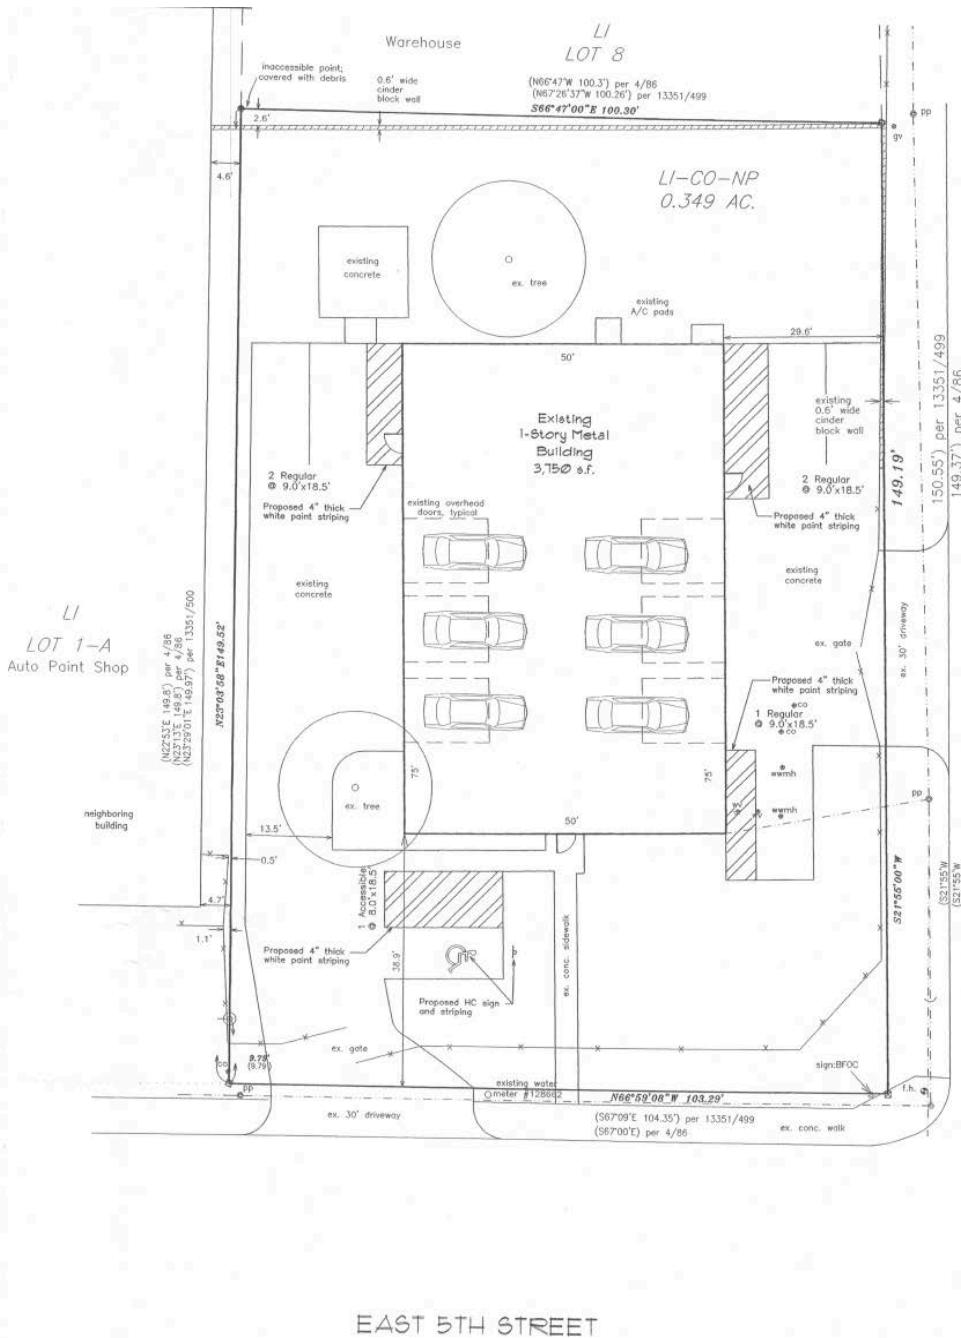 Warehouse
LI
LOT 8
inaccessible point;
covered with debris
0.6' wide
cinder
block wall
(N66°47'W 100.3') per 4/86
(N67°26'37"W 100.26') per 13351/499
S66°47'00"E 100.30'
pp
2.6'
gv
4.6'
LI-CO-NP
0.349 AC.
existing
concrete
ex. tree
existing
A/C pads
29.6'
50'
existing
0.6' wide
cinder
block wall
Existing
1-Story Metal
Building
3,750 s.f.
149.19'
150.55') per 13351/499
149.37') per 4/86
2 Regular
@ 9.0'x18.5'
2 Regular
@ 9.0'x18.5'
Proposed 4" thick
white paint striping
existing overhead
doors, typical
Proposed 4" thick
white paint striping
existing
concrete
existing
concrete
LI
LOT 1-A
Auto Paint Shop
(N22°53'E 149.8') per 4/86
(N23°13'E 149.8') per 4/86
(N23°29'01"E 149.97') per 13351/500
N23°03'58"E149.52'
ex. gate
ex. 30' driveway
Proposed 4" thick
white paint striping
co
1 Regular
@ 9.0'x18.5'
co
wwmh
75'
75'
ex. tree
pp
wv
wwmh
neighboring
building
13.5'
50'
0.5'
4.7'
1.1'
1 Accessible
@ 8.0'x18.5'
S21°55'00"W
(S21°55'W
(S21°55'W
Proposed 4" thick
white paint striping
38.9'
ex. conc. sidewalk
Proposed HC sign
and striping
ex. gate
9.79'
(9.79')
co
pp
sign:BFOC
f.h.
existing water
meter #128662
N66°59'08"W 103.29'
ex. 30' driveway
(S67°09'E 104.35') per 13351/499
(S67°00'E) per 4/86
ex. conc. walk
EAST 5TH STREET